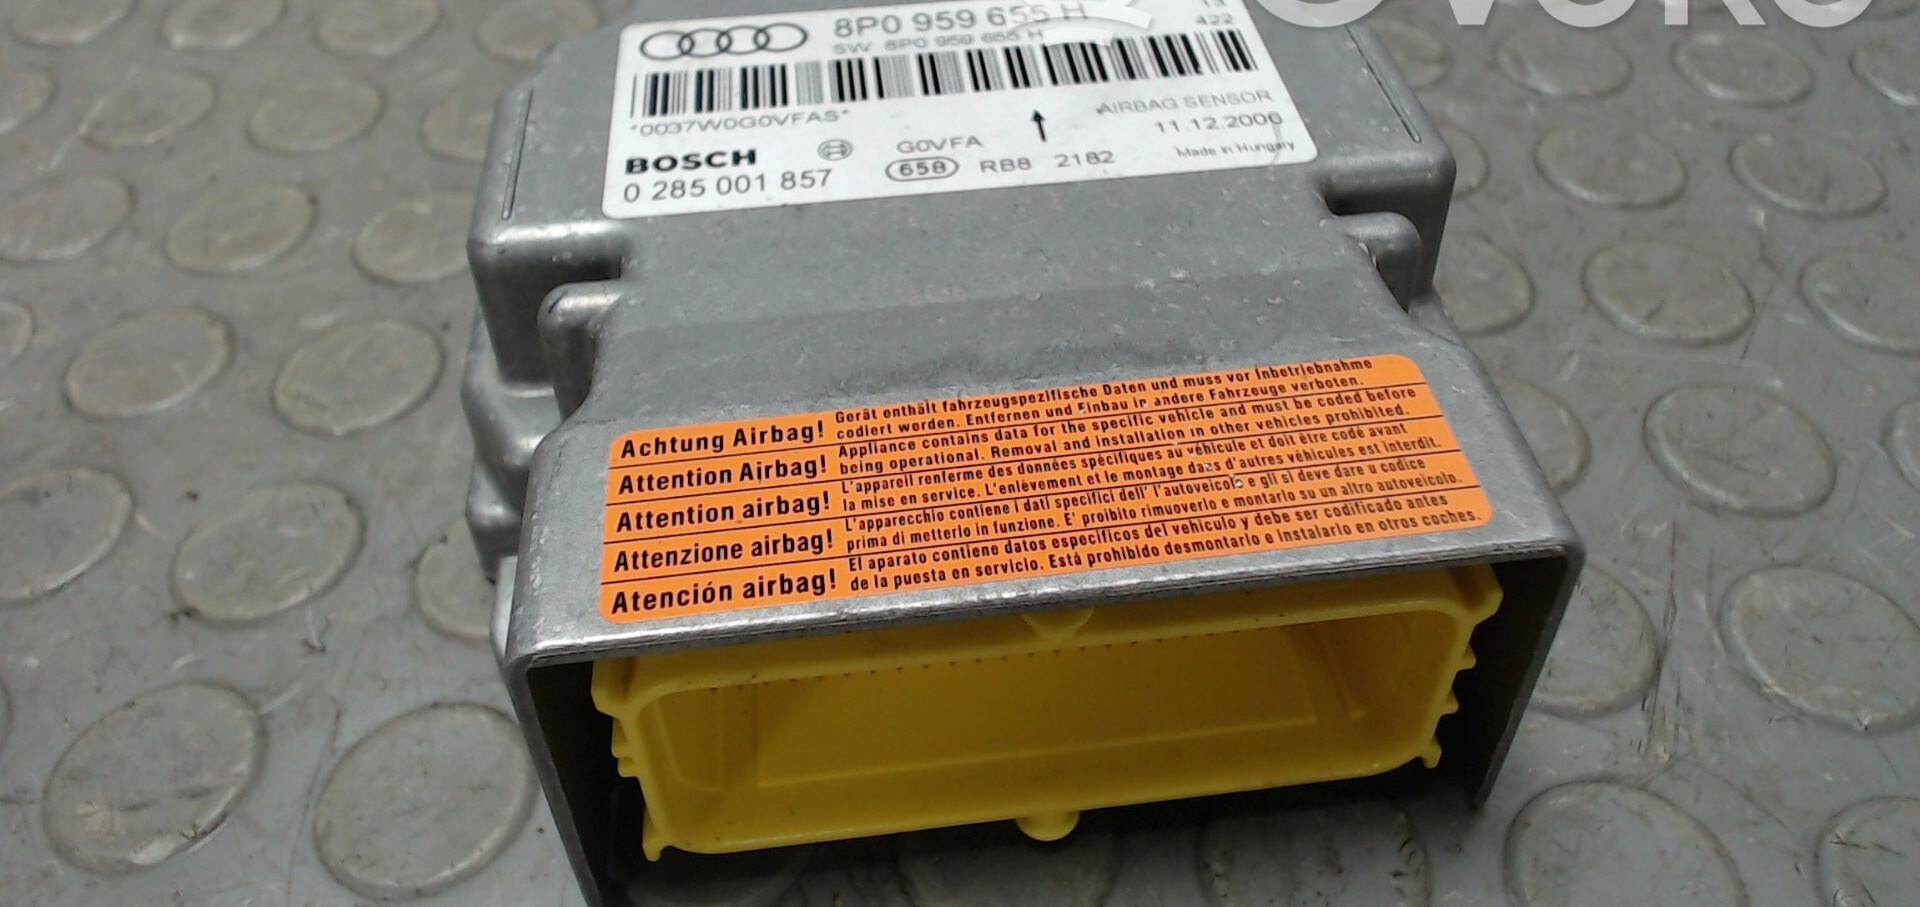 8P0 959 655 H
SW 8P0 959 655 H
13
422
*0037W0G0VFAS*
AIRBAG SENSOR
11.12.2006
Made in Hungary
BOSCH
0 285 001 857
G0VFA
658 RB8 2182
Achtung Airbag! Gerät enthält fahrzeugspezifische Daten und muss vor Inbetriebnahme
codiert werden. Entfernen und Einbau in andere Fahrzeuge verboten.
Attention Airbag! Appliance contains data for the specific vehicle and must be coded before
being operational. Removal and Installation in other vehicles prohibited.
Attention airbag! L'appareil renferme des données spécifiques au véhicule et doit être codé avant
la mise en service. L'enlèvement et le montage dans d'autres véhicules est interdit.
Attenzione airbag! L'apparecchio contiene i dati specifici dell' l'autoveicolo e gli si deve dare u codice
prima di metterlo in funzione. E' proibito rimuoverlo e montarlo su un altro autoveicolo.
Atención airbag! El aparato contiene datos específicos del vehículo y debe ser codificado antes
de la puesta en servicio. Está prohibido desmontarlo e Instalarlo en otros coches.